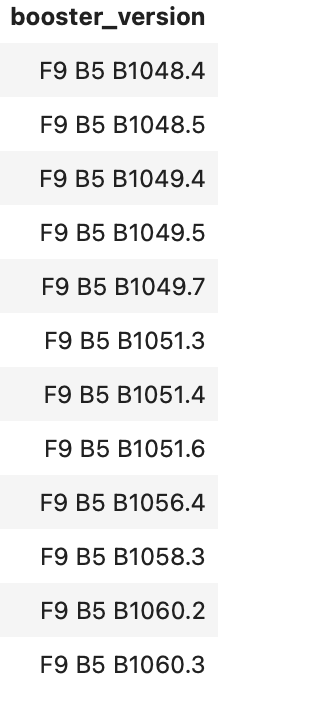 booster_version
F9 B5 B1048.4
F9 B5 B1048.5
F9 B5 B1049.4
F9 B5 B1049.5
F9 B5 B1049.7
F9 B5 B1051.3
F9 B5 B1051.4
F9 B5 B1051.6
F9 B5 B1056.4
F9 B5 B1058.3
F9 B5 B1060.2
F9 B5 B1060.3